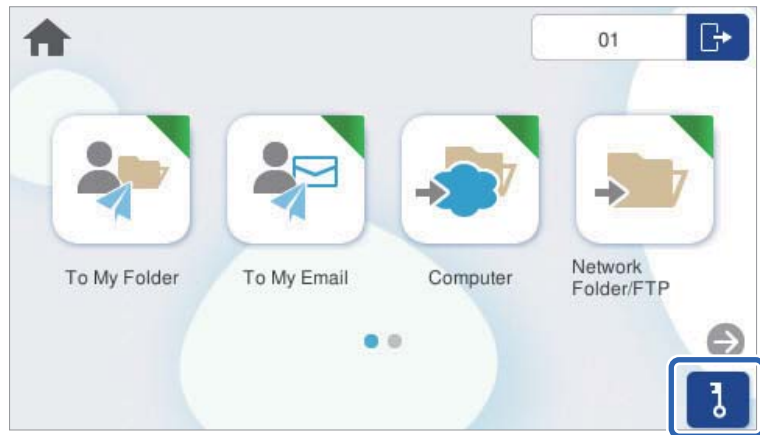 01
To My Folder
To My Email
Computer
Network
Folder/FTP